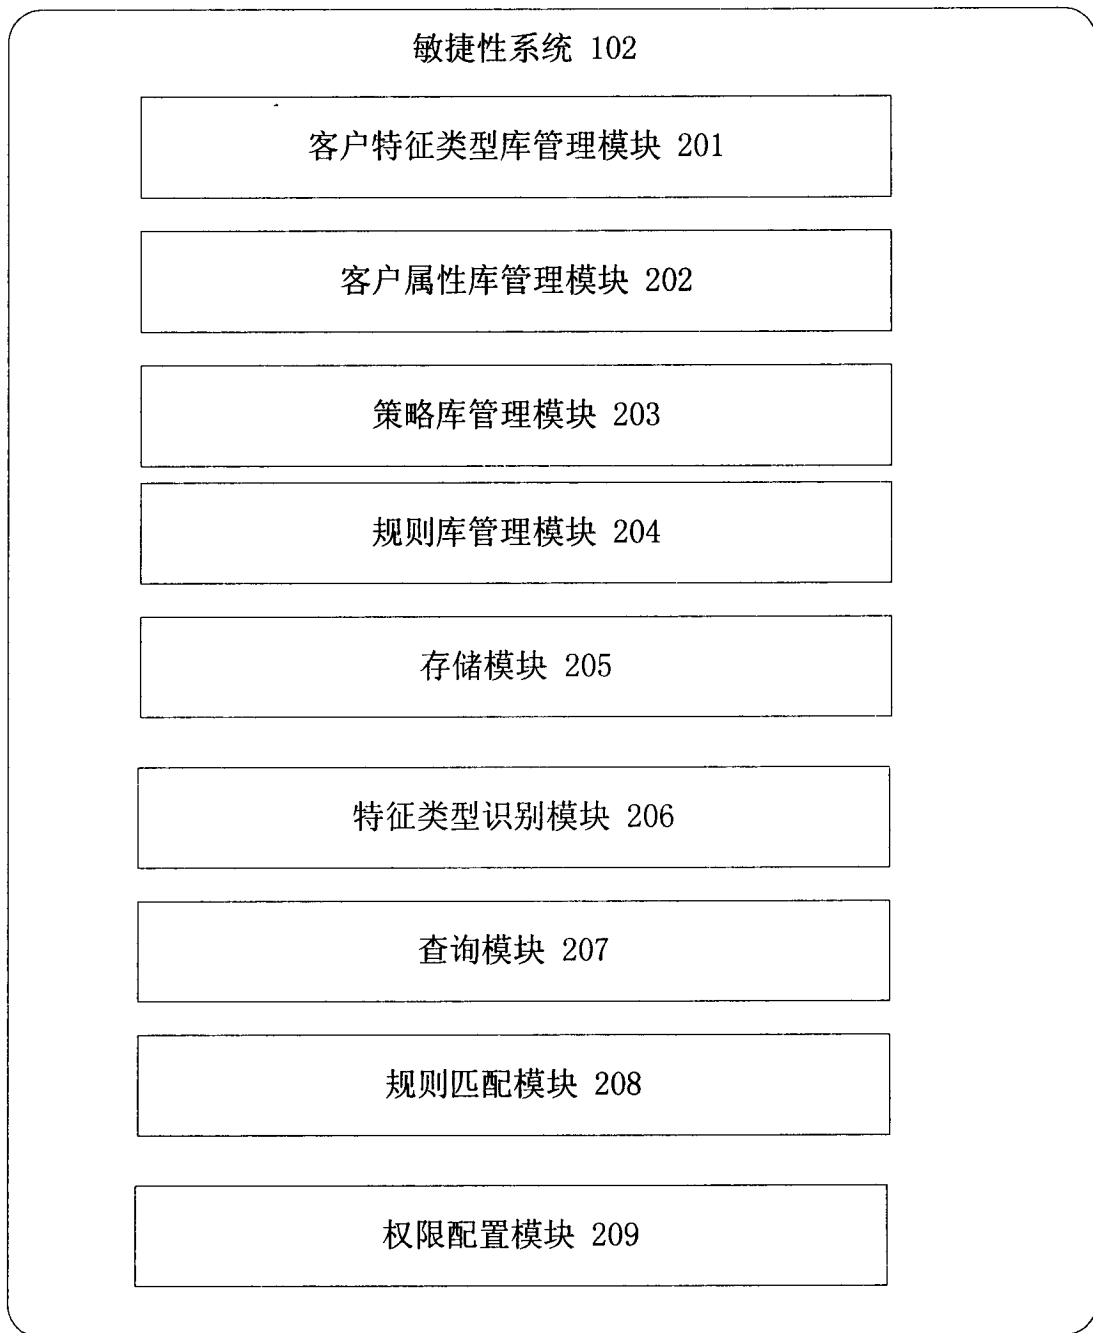 敏捷性系统 102
客户特征类型库管理模块 201
客户属性库管理模块 202
策略库管理模块 203
规则库管理模块 204
存储模块 205
特征类型识别模块 206
查询模块 207
规则匹配模块 208
权限配置模块 209